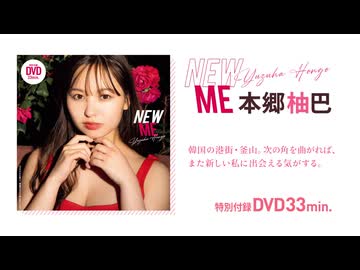 DVD
33min.
NEW
ME
Yuzuha Hongo
NEW
Yuzuha Hongo
ME 本郷柚巴
韓国の港街・釜山。次の角を曲がれば、
また新しい私に出会える気がする。
特別付録DVD33min.